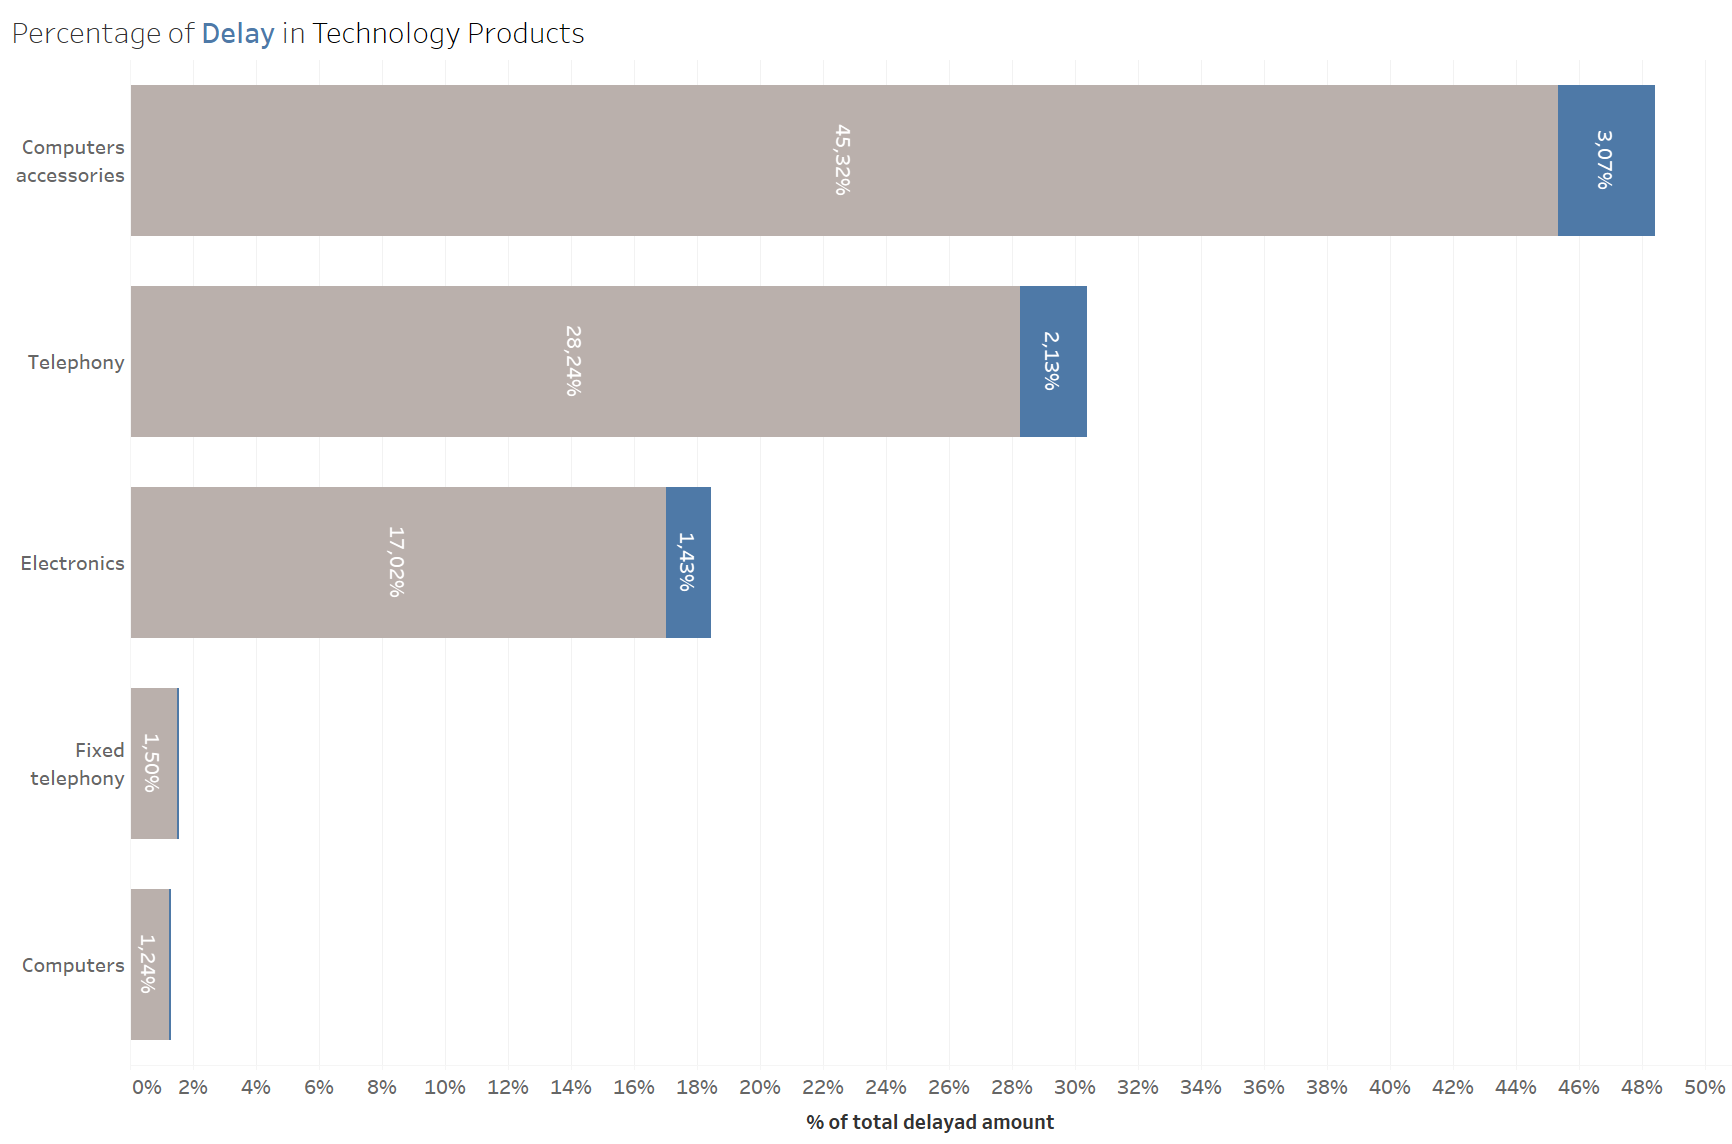 Percentage of Delay in Technology Products
Computers
accessories
45,32%
3,07%
Telephony
28,24%
2,13%
Electronics
17,02%
1,43%
Fixed
telephony
1,50%
Computers
1,24%
0% 2% 4% 6% 8% 10% 12% 14% 16% 18% 20% 22% 24% 26% 28% 30% 32% 34% 36% 38% 40% 42% 44% 46% 48% 50%
% of total delayad amount